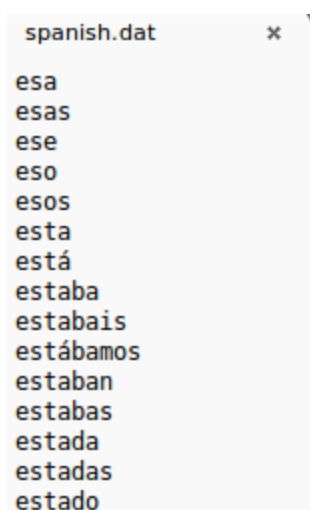 spanish.dat ×
esa
esas
ese
eso
esos
esta
está
estaba
estabais
estábamos
estaban
estabas
estada
estadas
estado